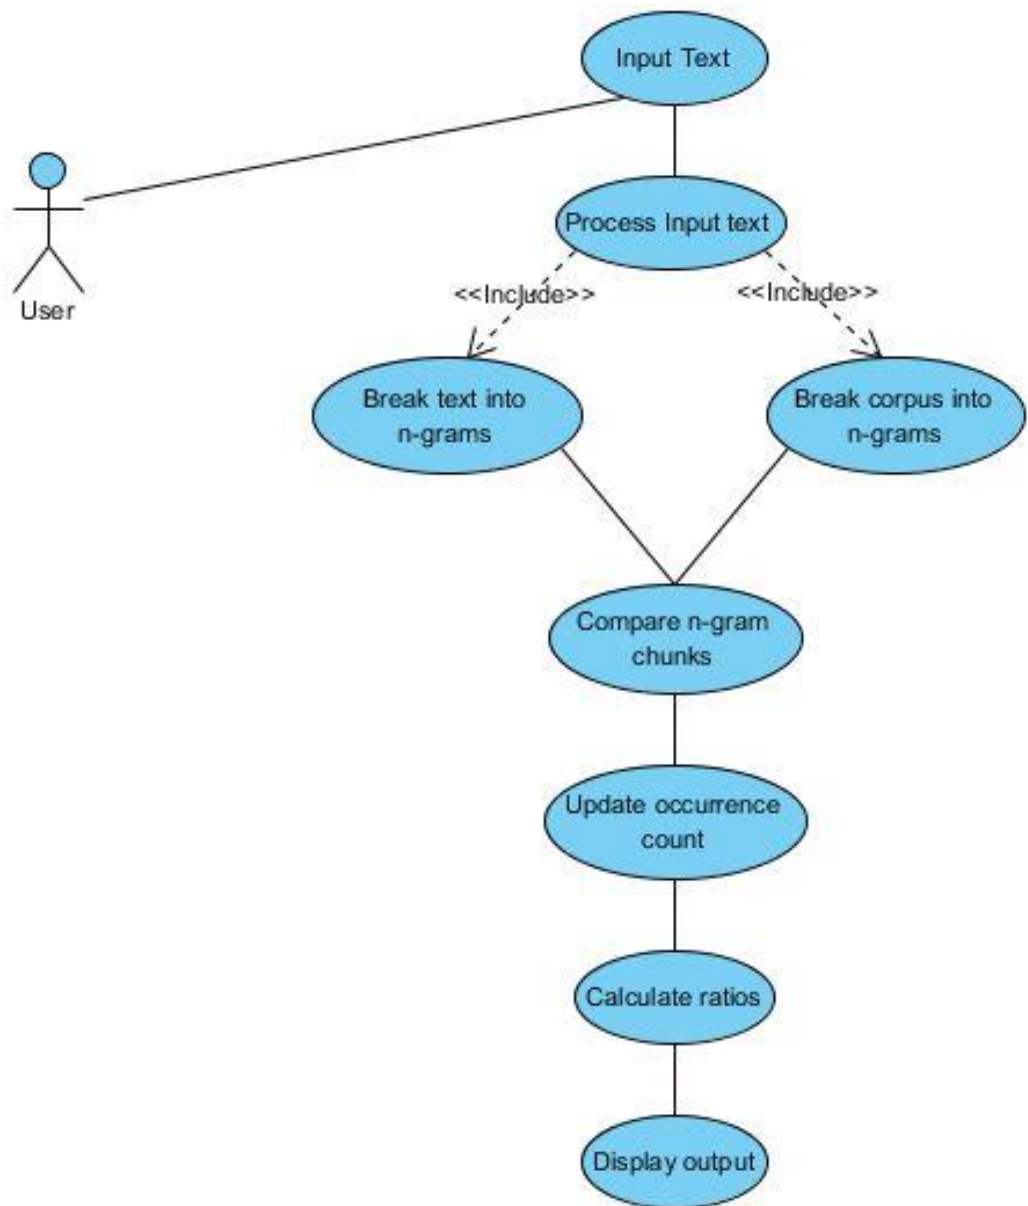 Input Text
User
Process Input text
<<Include>>
<<Include>>
Break text into
n-grams
Break corpus into
n-grams
Compare n-gram
chunks
Update occurrence
count
Calculate ratios
Display output